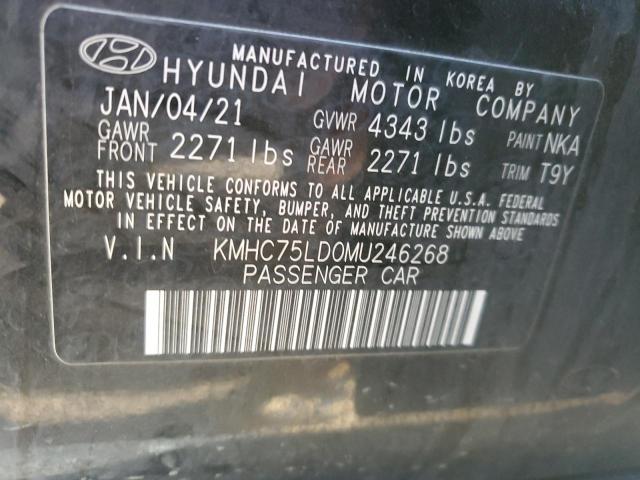 MANUFACTURED IN KOREA BY
HYUNDAI MOTOR COMPANY
JAN/04/21 GVWR 4343 lbs PAINT NKA
GAWR FRONT 2271 lbs GAWR REAR 2271 lbs TRIM T9Y
THIS VEHICLE CONFORMS TO ALL APPLICABLE U.S.A. FEDERAL
MOTOR VEHICLE SAFETY, BUMPER, AND THEFT PREVENTION STANDARDS
IN EFFECT ON THE DATE OF MANUFACTURE SHOWN ABOVE.
V.I.N KMHC75LD0MU246268
PASSENGER CAR